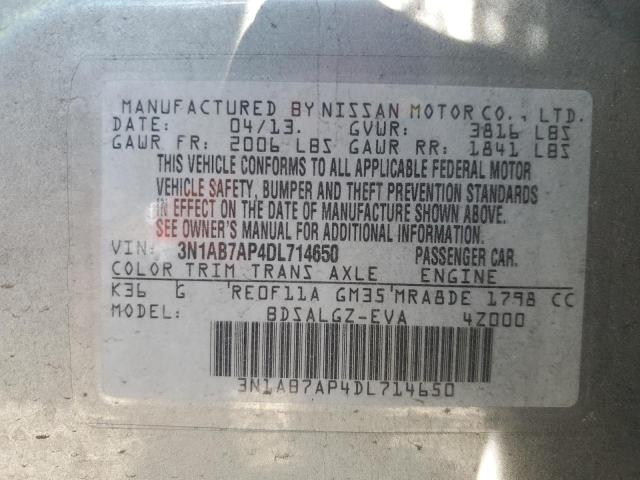 MANUFACTURED BY NISSAN MOTOR CO., LTD.
DATE: 04/13. GVWR: 3816 LBS
GAWR FR: 2006 LBS GAWR RR: 1841 LBS
THIS VEHICLE CONFORMS TO ALL APPLICABLE FEDERAL MOTOR
VEHICLE SAFETY, BUMPER AND THEFT PREVENTION STANDARDS
IN EFFECT ON THE DATE OF MANUFACTURE SHOWN ABOVE.
SEE OWNER'S MANUAL FOR ADDITIONAL INFORMATION.
VIN: 3N1AB7AP4DL714650 PASSENGER CAR.
COLOR TRIM TRANS AXLE ENGINE
K36 G RE0F11A GM35 MRA8DE 1798 CC
MODEL: BDSALGZ-EVA 4Z000
3N1AB7AP4DL714650